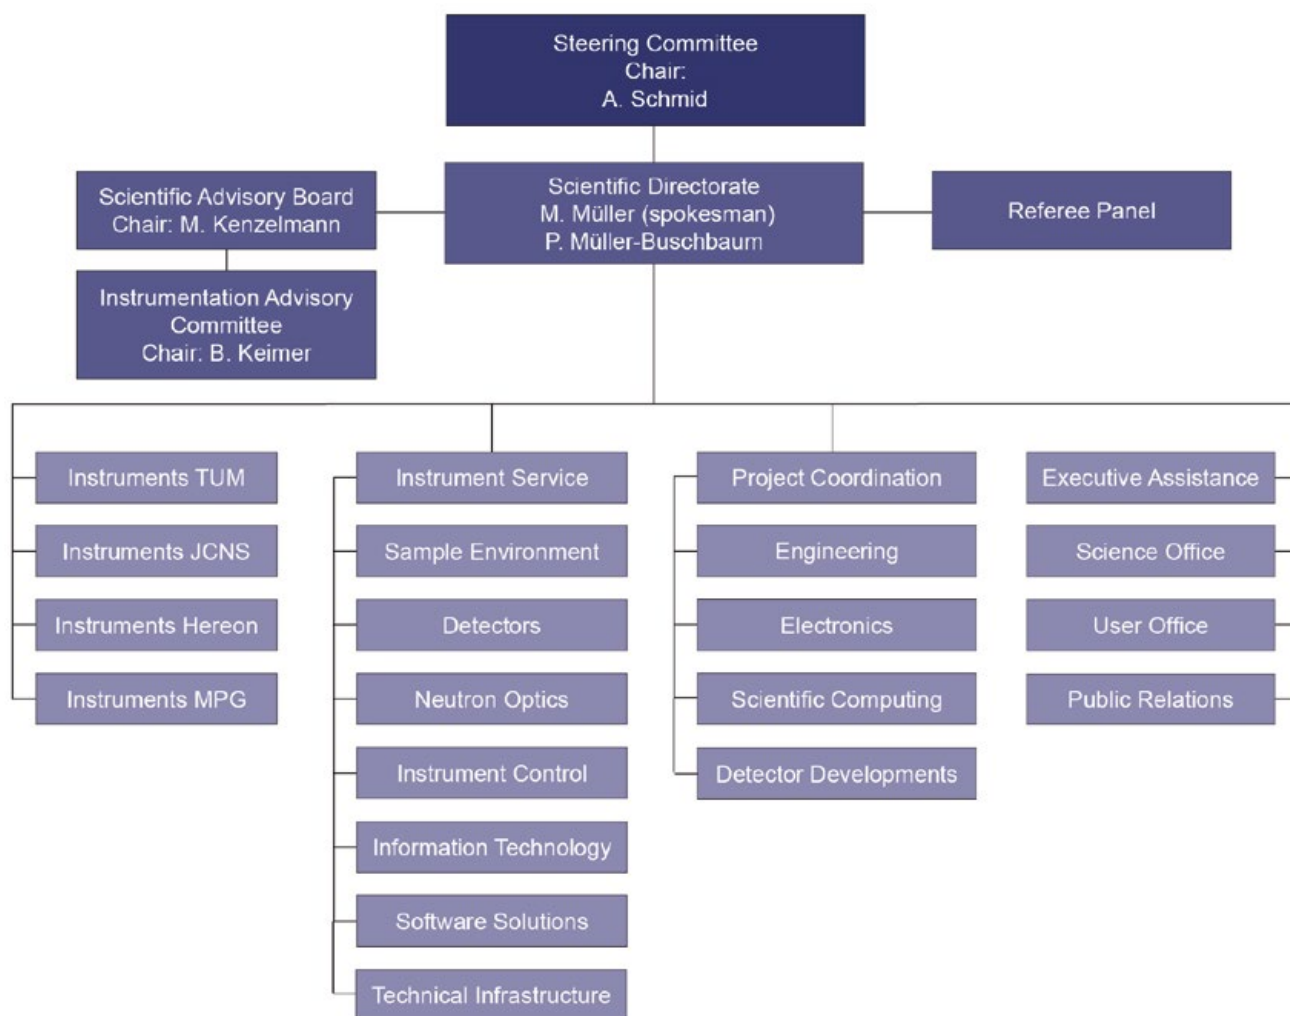 Steering Committee
Chair:
A. Schmid
Scientific Advisory Board
Chair: M. Kenzelmann
Scientific Directorate
M. Müller (spokesman)
P. Müller-Buschbaum
Referee Panel
Instrumentation Advisory
Committee
Chair: B. Keimer
Instruments TUM
Instruments JCNS
Instruments Hereon
Instruments MPG
Instrument Service
Sample Environment
Detectors
Neutron Optics
Instrument Control
Information Technology
Software Solutions
Technical Infrastructure
Project Coordination
Engineering
Electronics
Scientific Computing
Detector Developments
Executive Assistance
Science Office
User Office
Public Relations